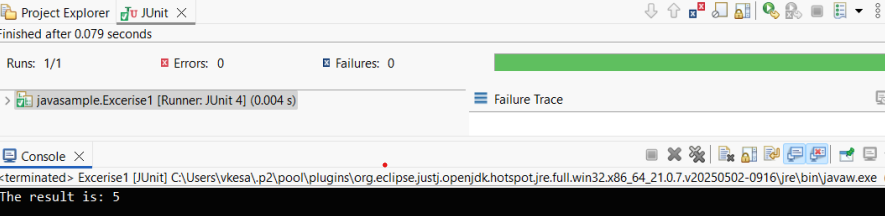 Project Explorer JUnit
Finished after 0.079 seconds
Runs: 1/1 Errors: 0 Failures: 0
javasample.Excerise1 [Runner: JUnit 4] (0.004 s)
Failure Trace
Console
<terminated> Excerise1 [JUnit] C:\Users\vkesa\.p2\pool\plugins\org.eclipse.justj.openjdk.hotspot.jre.full.win32.x86_64_21.0.7.v20250502-0916\jre\bin\javaw.exe
The result is: 5